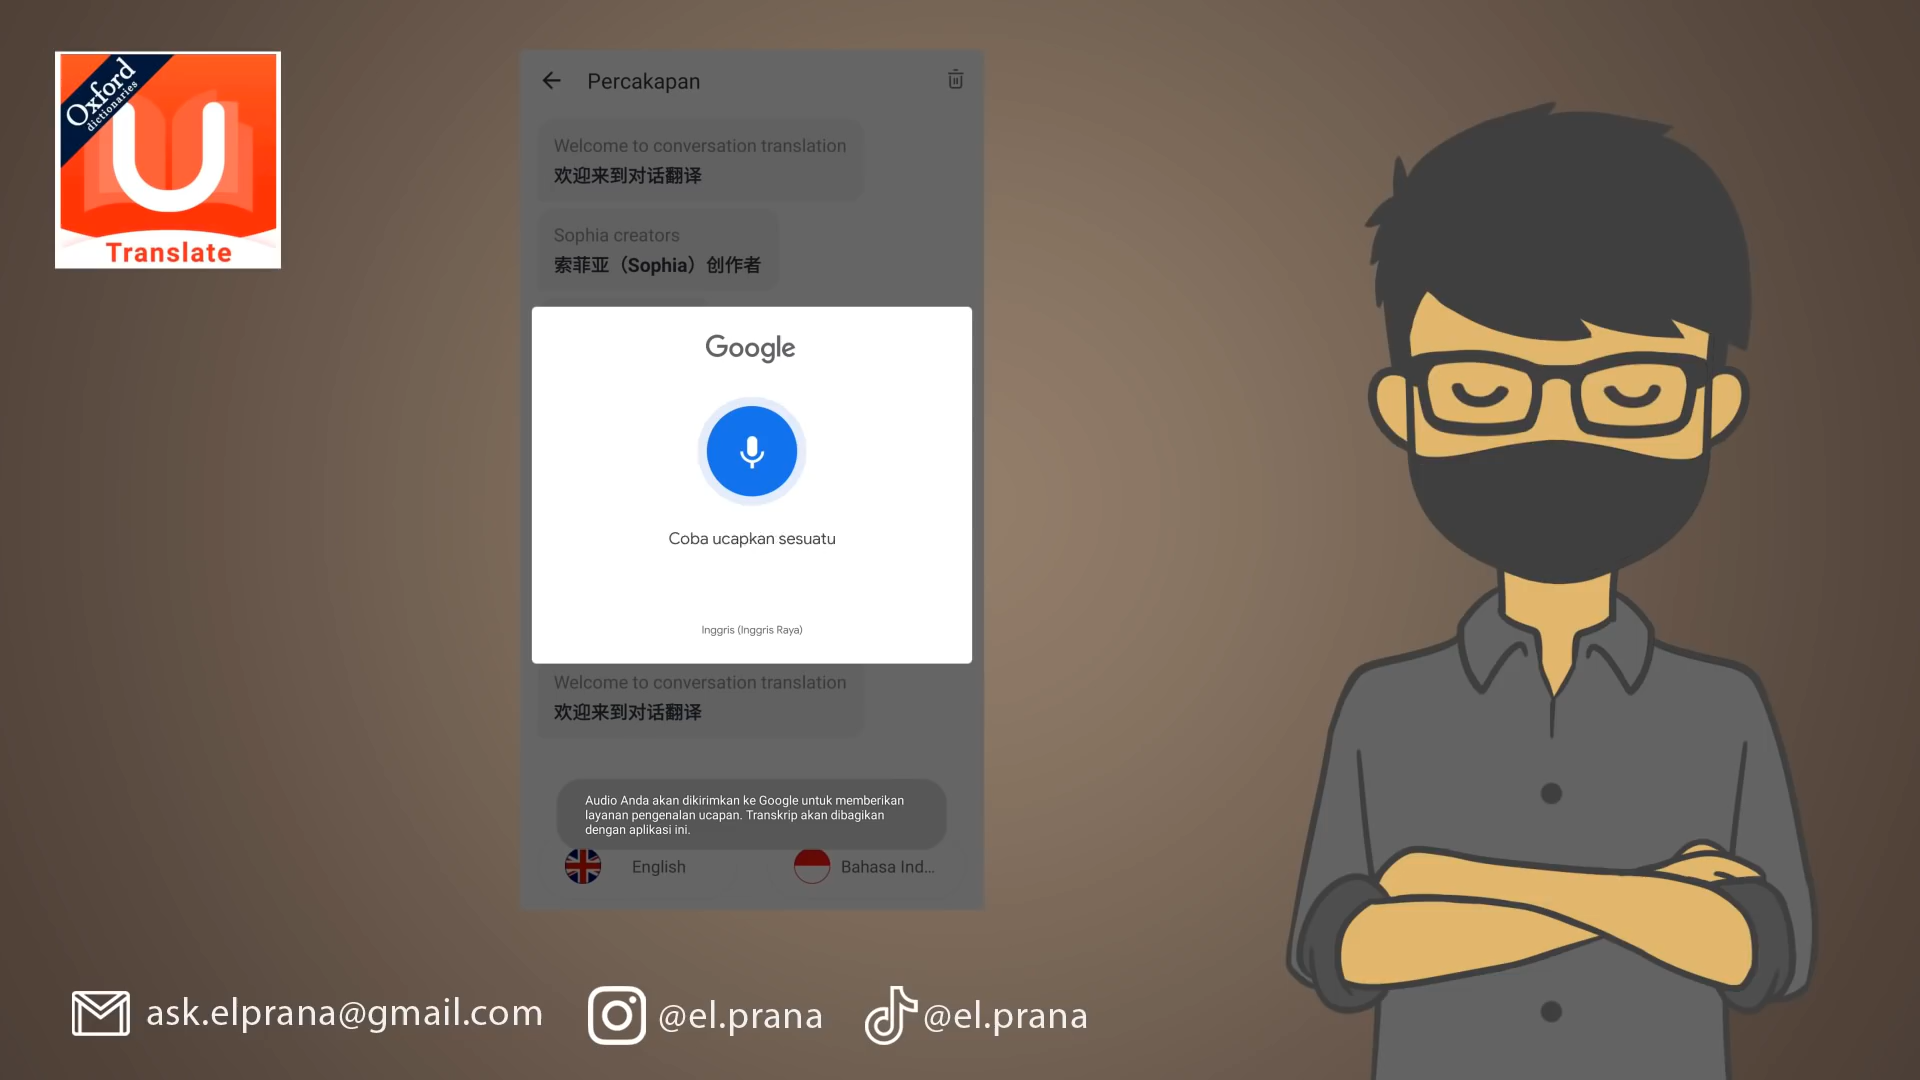 Oxford
dictionaries
U
Translate
Percakapan
Welcome to conversation translation
欢迎来到对话翻译
Sophia creators
索菲亚（Sophia）创作者
Google
Coba ucapkan sesuatu
Inggris (Inggris Raya)
Welcome to conversation translation
欢迎来到对话翻译
Audio Anda akan dikirimkan ke Google untuk memberikan
layanan pengenalan ucapan. Transkrip akan dibagikan
dengan aplikasi ini.
English
Bahasa Ind...
ask.elprana@gmail.com
@el.prana
@el.prana